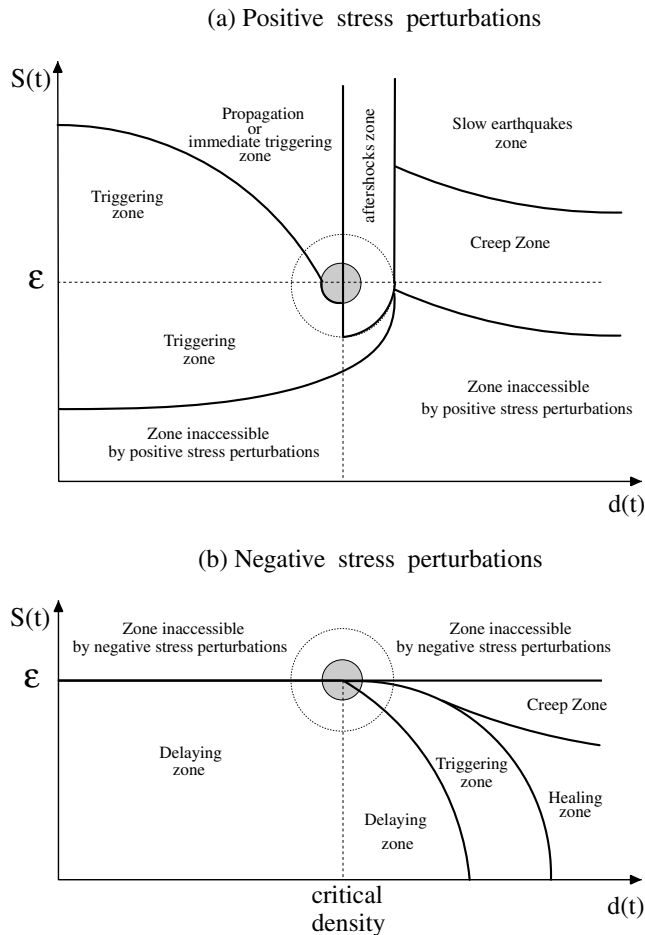 (a) Positive stress perturbations
S(t)
Propagation
or
immediate triggering
zone
aftershocks zone
Slow earthquakes
zone
Triggering
zone
Creep Zone
ε
Triggering
zone
Zone inaccessible
by positive stress perturbations
Zone inaccessible
by positive stress perturbations
d(t)
(b) Negative stress perturbations
S(t)
Zone inaccessible
by negative stress perturbations
Zone inaccessible
by negative stress perturbations
ε
Creep Zone
Delaying
zone
Triggering
zone
Healing
zone
Delaying
zone
critical
density
d(t)